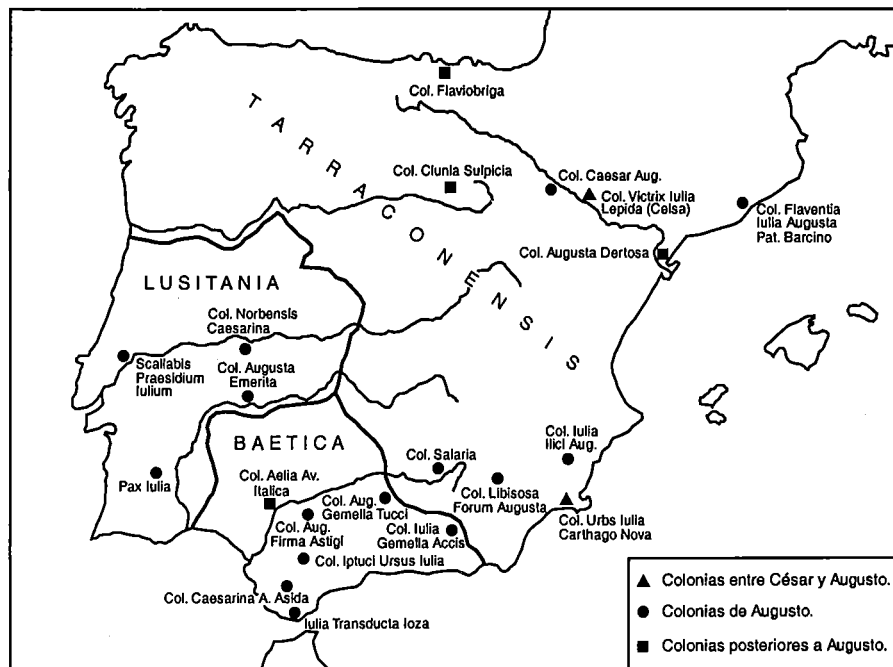 Col. Flaviobriga
TARRACONENSIS
Col. Clunia Sulpicia
Col. Caesar Aug.
Col. Victrix Iulia
Lepida (Celsa)
Col. Flaventia
Iulia Augusta
Pat. Barcino
Col. Augusta Dertosa
LUSITANIA
Col. Norbensis
Caesarina
Scallabis
Praesidium
Iulium
Col. Augusta
Emerita
Pax Iulia
BAETICA
Col. Aelia Av.
Italica
Col. Salaria
Col. Iulia
Ilici Aug.
Col. Libisosa
Forum Augusta
Col. Urbs Iulia
Carthago Nova
Col. Aug.
Gemella Tucci
Col. Aug.
Firma Astigi
Col. Iulia
Gemella Accis
Col. Iptuci Ursus Iulia
Col. Caesarina A. Asida
Iulia Transducta Ioza
Colonias entre César y Augusto.
Colonias de Augusto.
Colonias posteriores a Augusto.